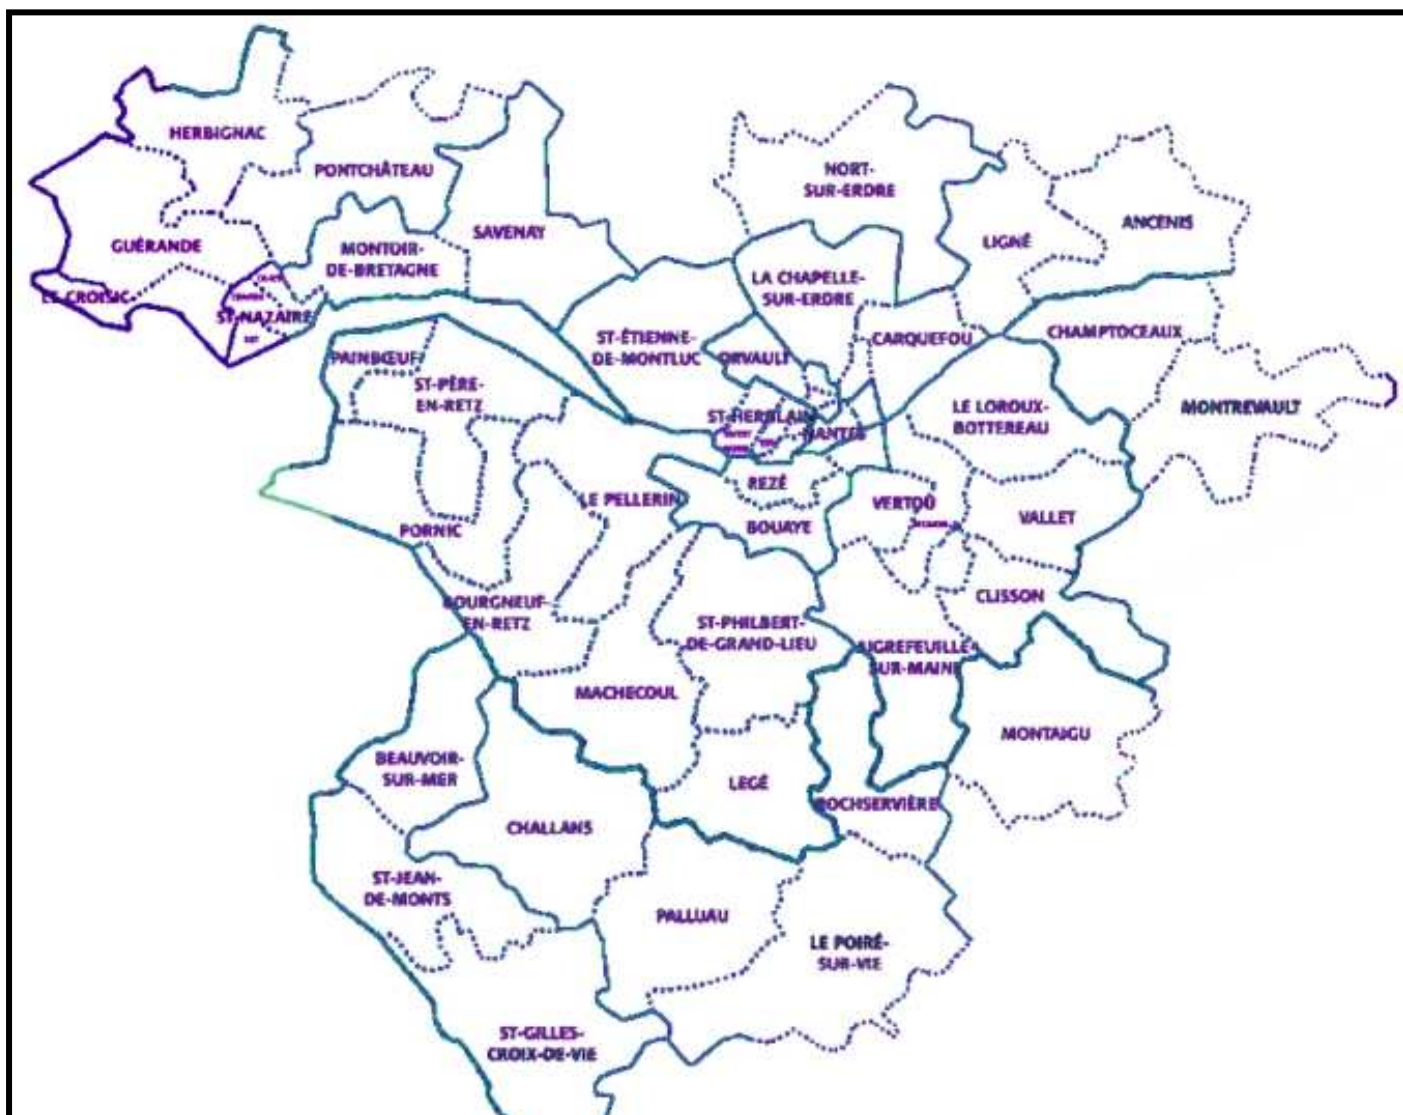 HERBIGNAC
PONTCHÂTEAU
NORT-
SUR-ERDRE
ANCENIS
SAVENAY
GUÉRANDE
MONTOIR-
DE-BRETAGNE
LIGNÉ
LA CHAPELLE-
SUR-ERDRE
LE CROISIC
ST-NAZAIRE
CHAMPTOCEAUX
ST-ÉTIENNE-
DE-MONTLUC
ORVAULT
CARQUEFOU
PAINBŒUF
ST-PÈRE-
EN-RETZ
LE LOROUX-
BOTTEREAU
MONTREVAULT
ST-HERBLAIN
NANTES
REZÉ
LE PELLERIN
VERTOU
VALLET
PORNIC
BOUAYE
CLISSON
BOURGNEUF-
EN-RETZ
ST-PHILBERT-
DE-GRAND-LIEU
AIGREFEUILLE-
SUR-MAINE
MACHECOUL
MONTAIGU
BEAUVOIR-
SUR-MER
LEGÉ
ROCHSERVIÈRE
CHALLANS
ST-JEAN-
DE-MONTS
PALLUAU
LE POIRÉ-
SUR-VIE
ST-GILLES-
CROIX-DE-VIE